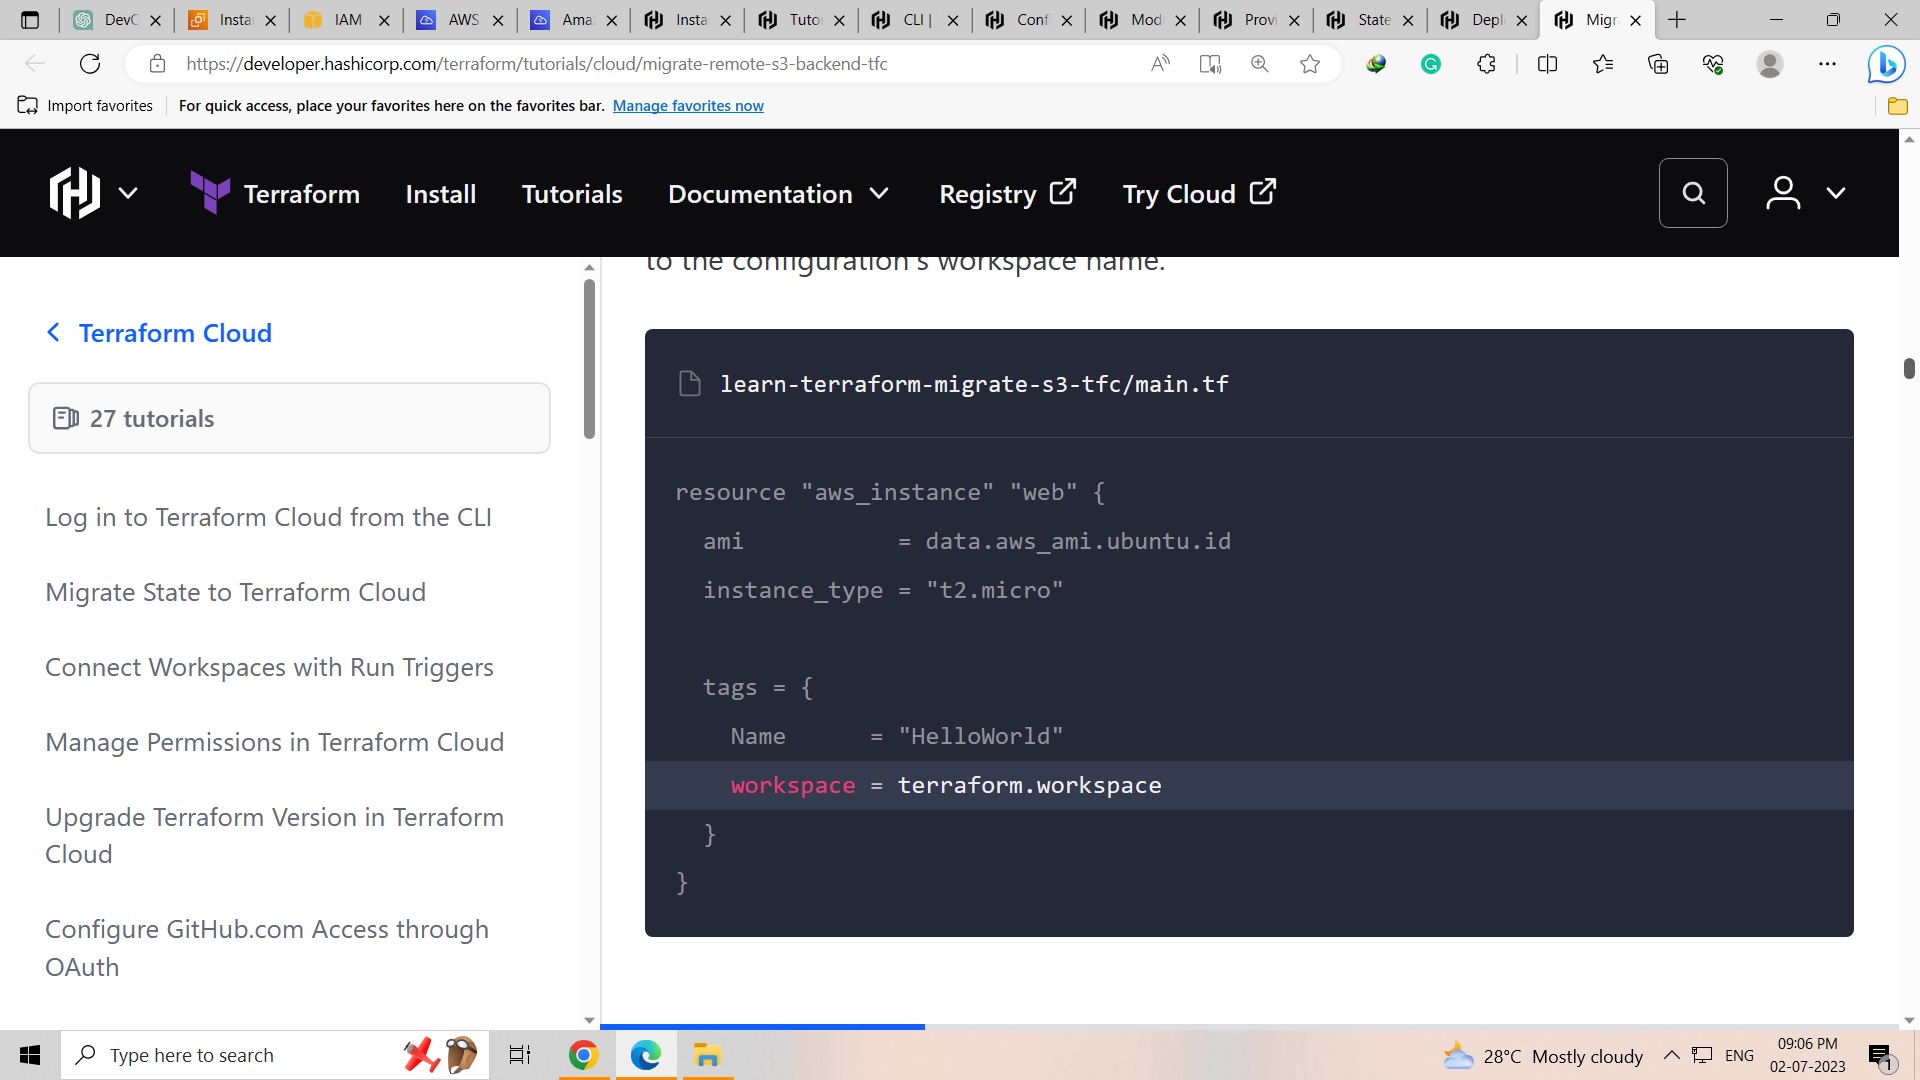 DevC
Insta
IAM
AWS
Ama
Insta
Tutor
CLI |
Conf
Mod
Provi
State
Depl
Migr
https://developer.hashicorp.com/terraform/tutorials/cloud/migrate-remote-s3-backend-tfc
Import favorites
For quick access, place your favorites here on the favorites bar. Manage favorites now
Terraform Install Tutorials Documentation Registry Try Cloud
to the configuration's workspace name.
Terraform Cloud
27 tutorials
Log in to Terraform Cloud from the CLI
Migrate State to Terraform Cloud
Connect Workspaces with Run Triggers
Manage Permissions in Terraform Cloud
Upgrade Terraform Version in Terraform
Cloud
Configure GitHub.com Access through
OAuth
learn-terraform-migrate-s3-tfc/main.tf
resource "aws_instance" "web" {
ami = data.aws_ami.ubuntu.id
instance_type = "t2.micro"
tags = {
Name = "HelloWorld"
workspace = terraform.workspace
}
}
Type here to search
28°C Mostly cloudy
ENG
09:06 PM
02-07-2023
1